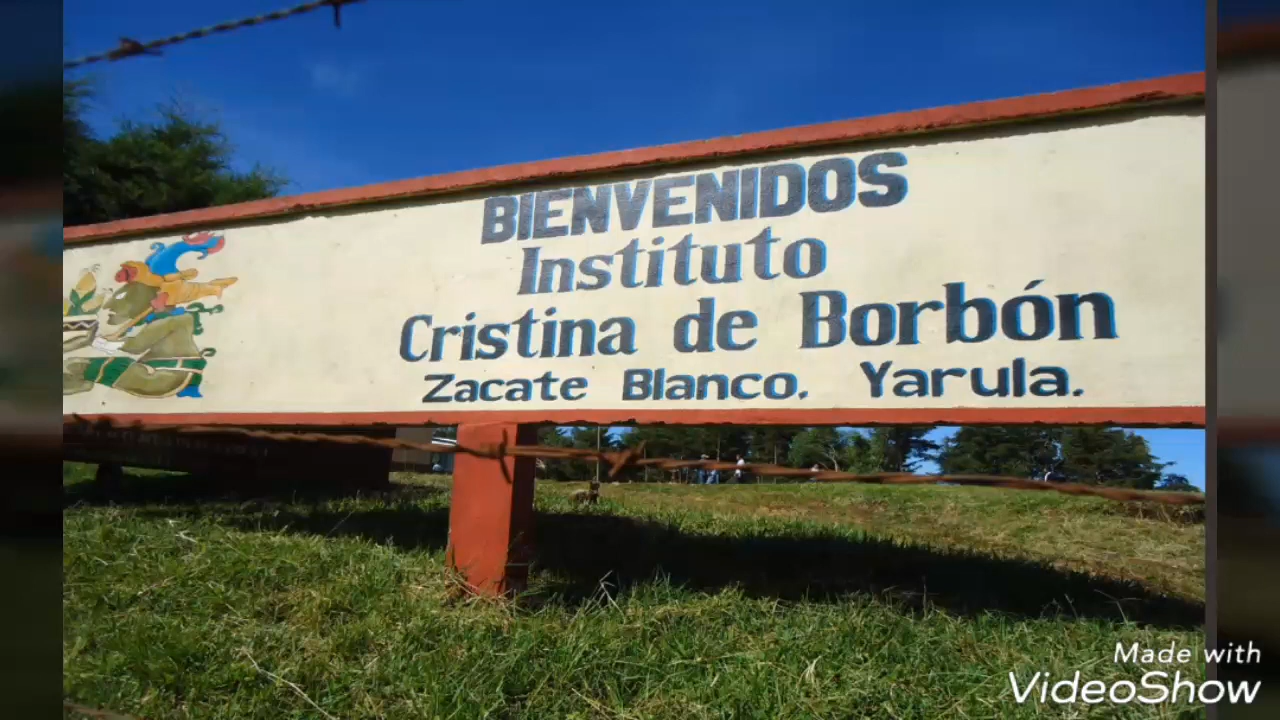 BIENVENIDOS
Instituto
Cristina de Borbón
Zacate Blanco. Yarula.
Made with
VideoShow